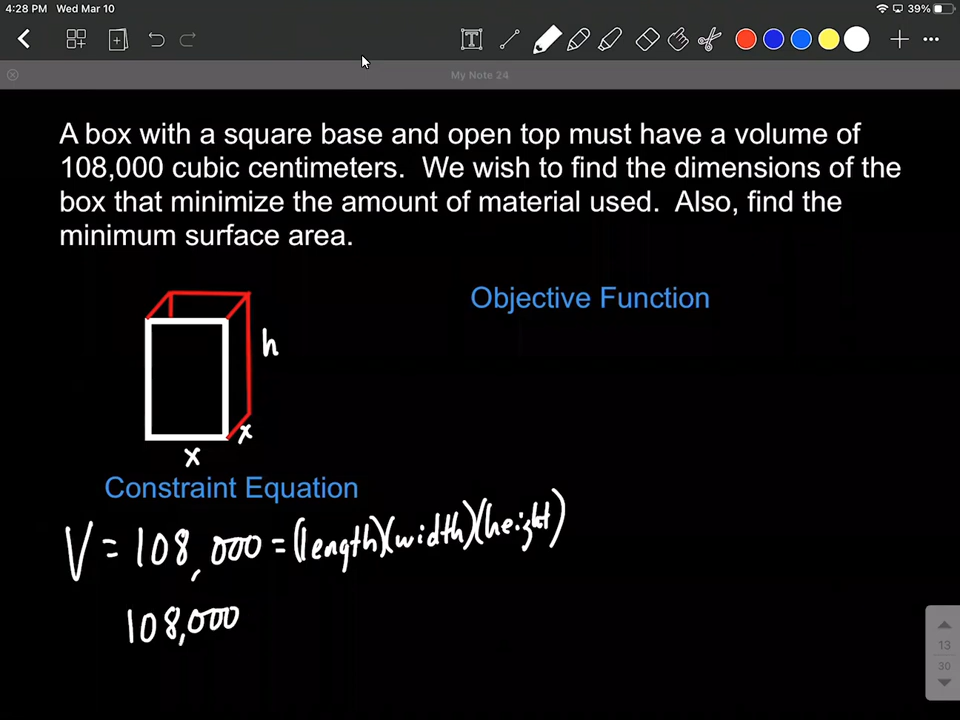 4:28 PM Wed Mar 10 39%
My Note 24
A box with a square base and open top must have a volume of
108,000 cubic centimeters. We wish to find the dimensions of the
box that minimize the amount of material used. Also, find the
minimum surface area.
Objective Function
h
x
x
Constraint Equation
V = 108,000 = (length)(width)(height)
108,000
13
30